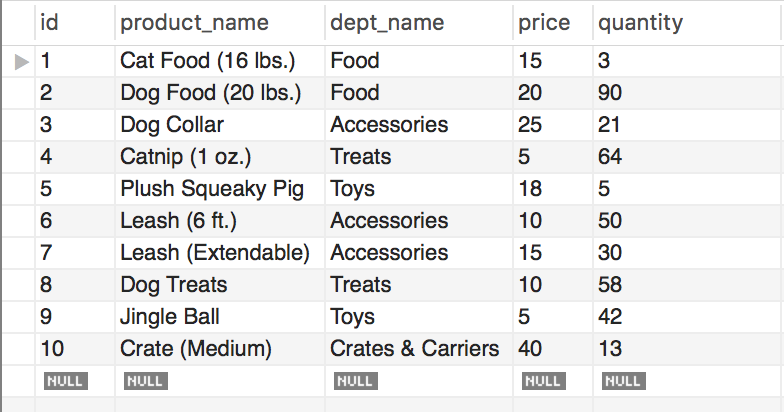 id product_name dept_name price quantity
1 Cat Food (16 lbs.) Food 15 3
2 Dog Food (20 lbs.) Food 20 90
3 Dog Collar Accessories 25 21
4 Catnip (1 oz.) Treats 5 64
5 Plush Squeaky Pig Toys 18 5
6 Leash (6 ft.) Accessories 10 50
7 Leash (Extendable) Accessories 15 30
8 Dog Treats Treats 10 58
9 Jingle Ball Toys 5 42
10 Crate (Medium) Crates & Carriers 40 13
NULL NULL NULL NULL NULL